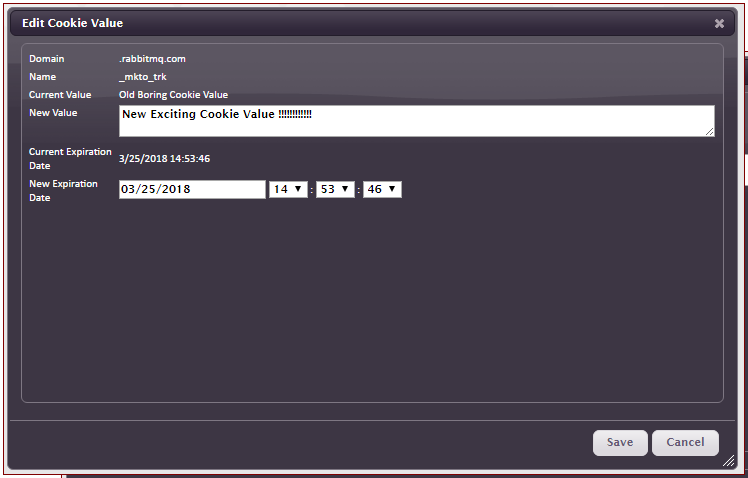 Edit Cookie Value
Domain .rabbitmq.com
Name _mkto_trk
Current Value Old Boring Cookie Value
New Value New Exciting Cookie Value !!!!!!!!!!!!
Current Expiration
Date 3/25/2018 14:53:46
New Expiration
Date 03/25/2018 14 : 53 : 46
Save Cancel